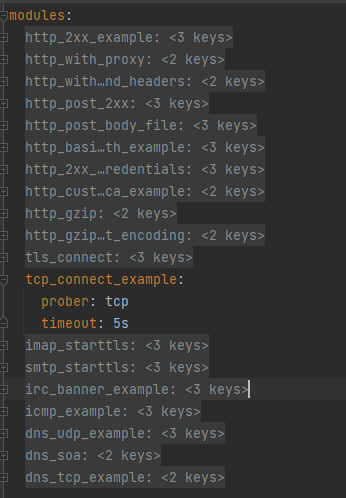 modules:
http_2xx_example: <3 keys>
http_with_proxy: <2 keys>
http_with…nd_headers: <2 keys>
http_post_2xx: <3 keys>
http_post_body_file: <3 keys>
http_basi…th_example: <3 keys>
http_2xx_…redentials: <3 keys>
http_cust…ca_example: <2 keys>
http_gzip: <2 keys>
http_gzip…t_encoding: <2 keys>
tls_connect: <3 keys>
tcp_connect_example:
prober: tcp
timeout: 5s
imap_starttls: <3 keys>
smtp_starttls: <3 keys>
irc_banner_example: <3 keys>
icmp_example: <3 keys>
dns_udp_example: <3 keys>
dns_soa: <2 keys>
dns_tcp_example: <2 keys>